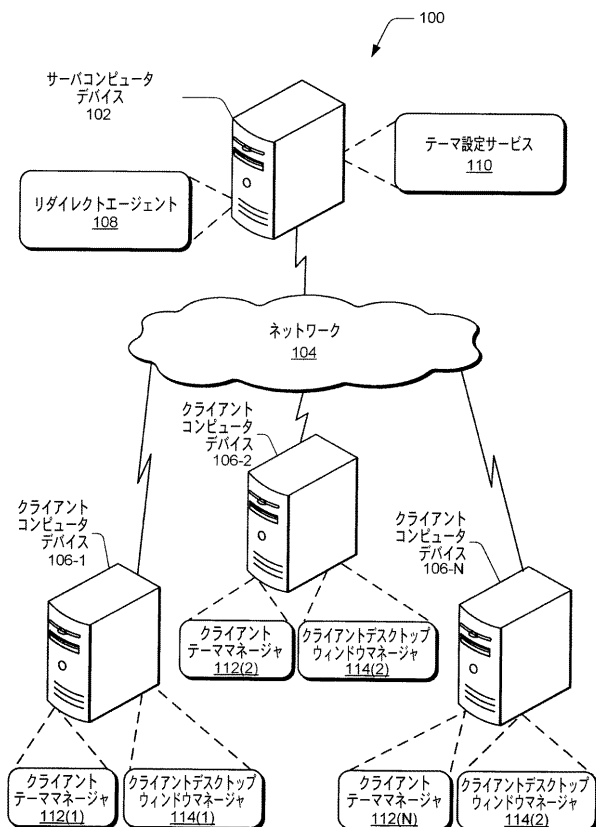 100
サーバコンピュータ
デバイス
102
テーマ設定サービス
110
リダイレクトエージェント
108
ネットワーク
104
クライアント
コンピュータ
デバイス
106-2
クライアント
コンピュータ
デバイス
106-1
クライアント
コンピュータ
デバイス
106-N
クライアント
テーママネージャ
112(2)
クライアントデスクトップ
ウィンドウマネージャ
114(2)
クライアント
テーママネージャ
112(1)
クライアントデスクトップ
ウィンドウマネージャ
114(1)
クライアント
テーママネージャ
112(N)
クライアントデスクトップ
ウィンドウマネージャ
114(2)